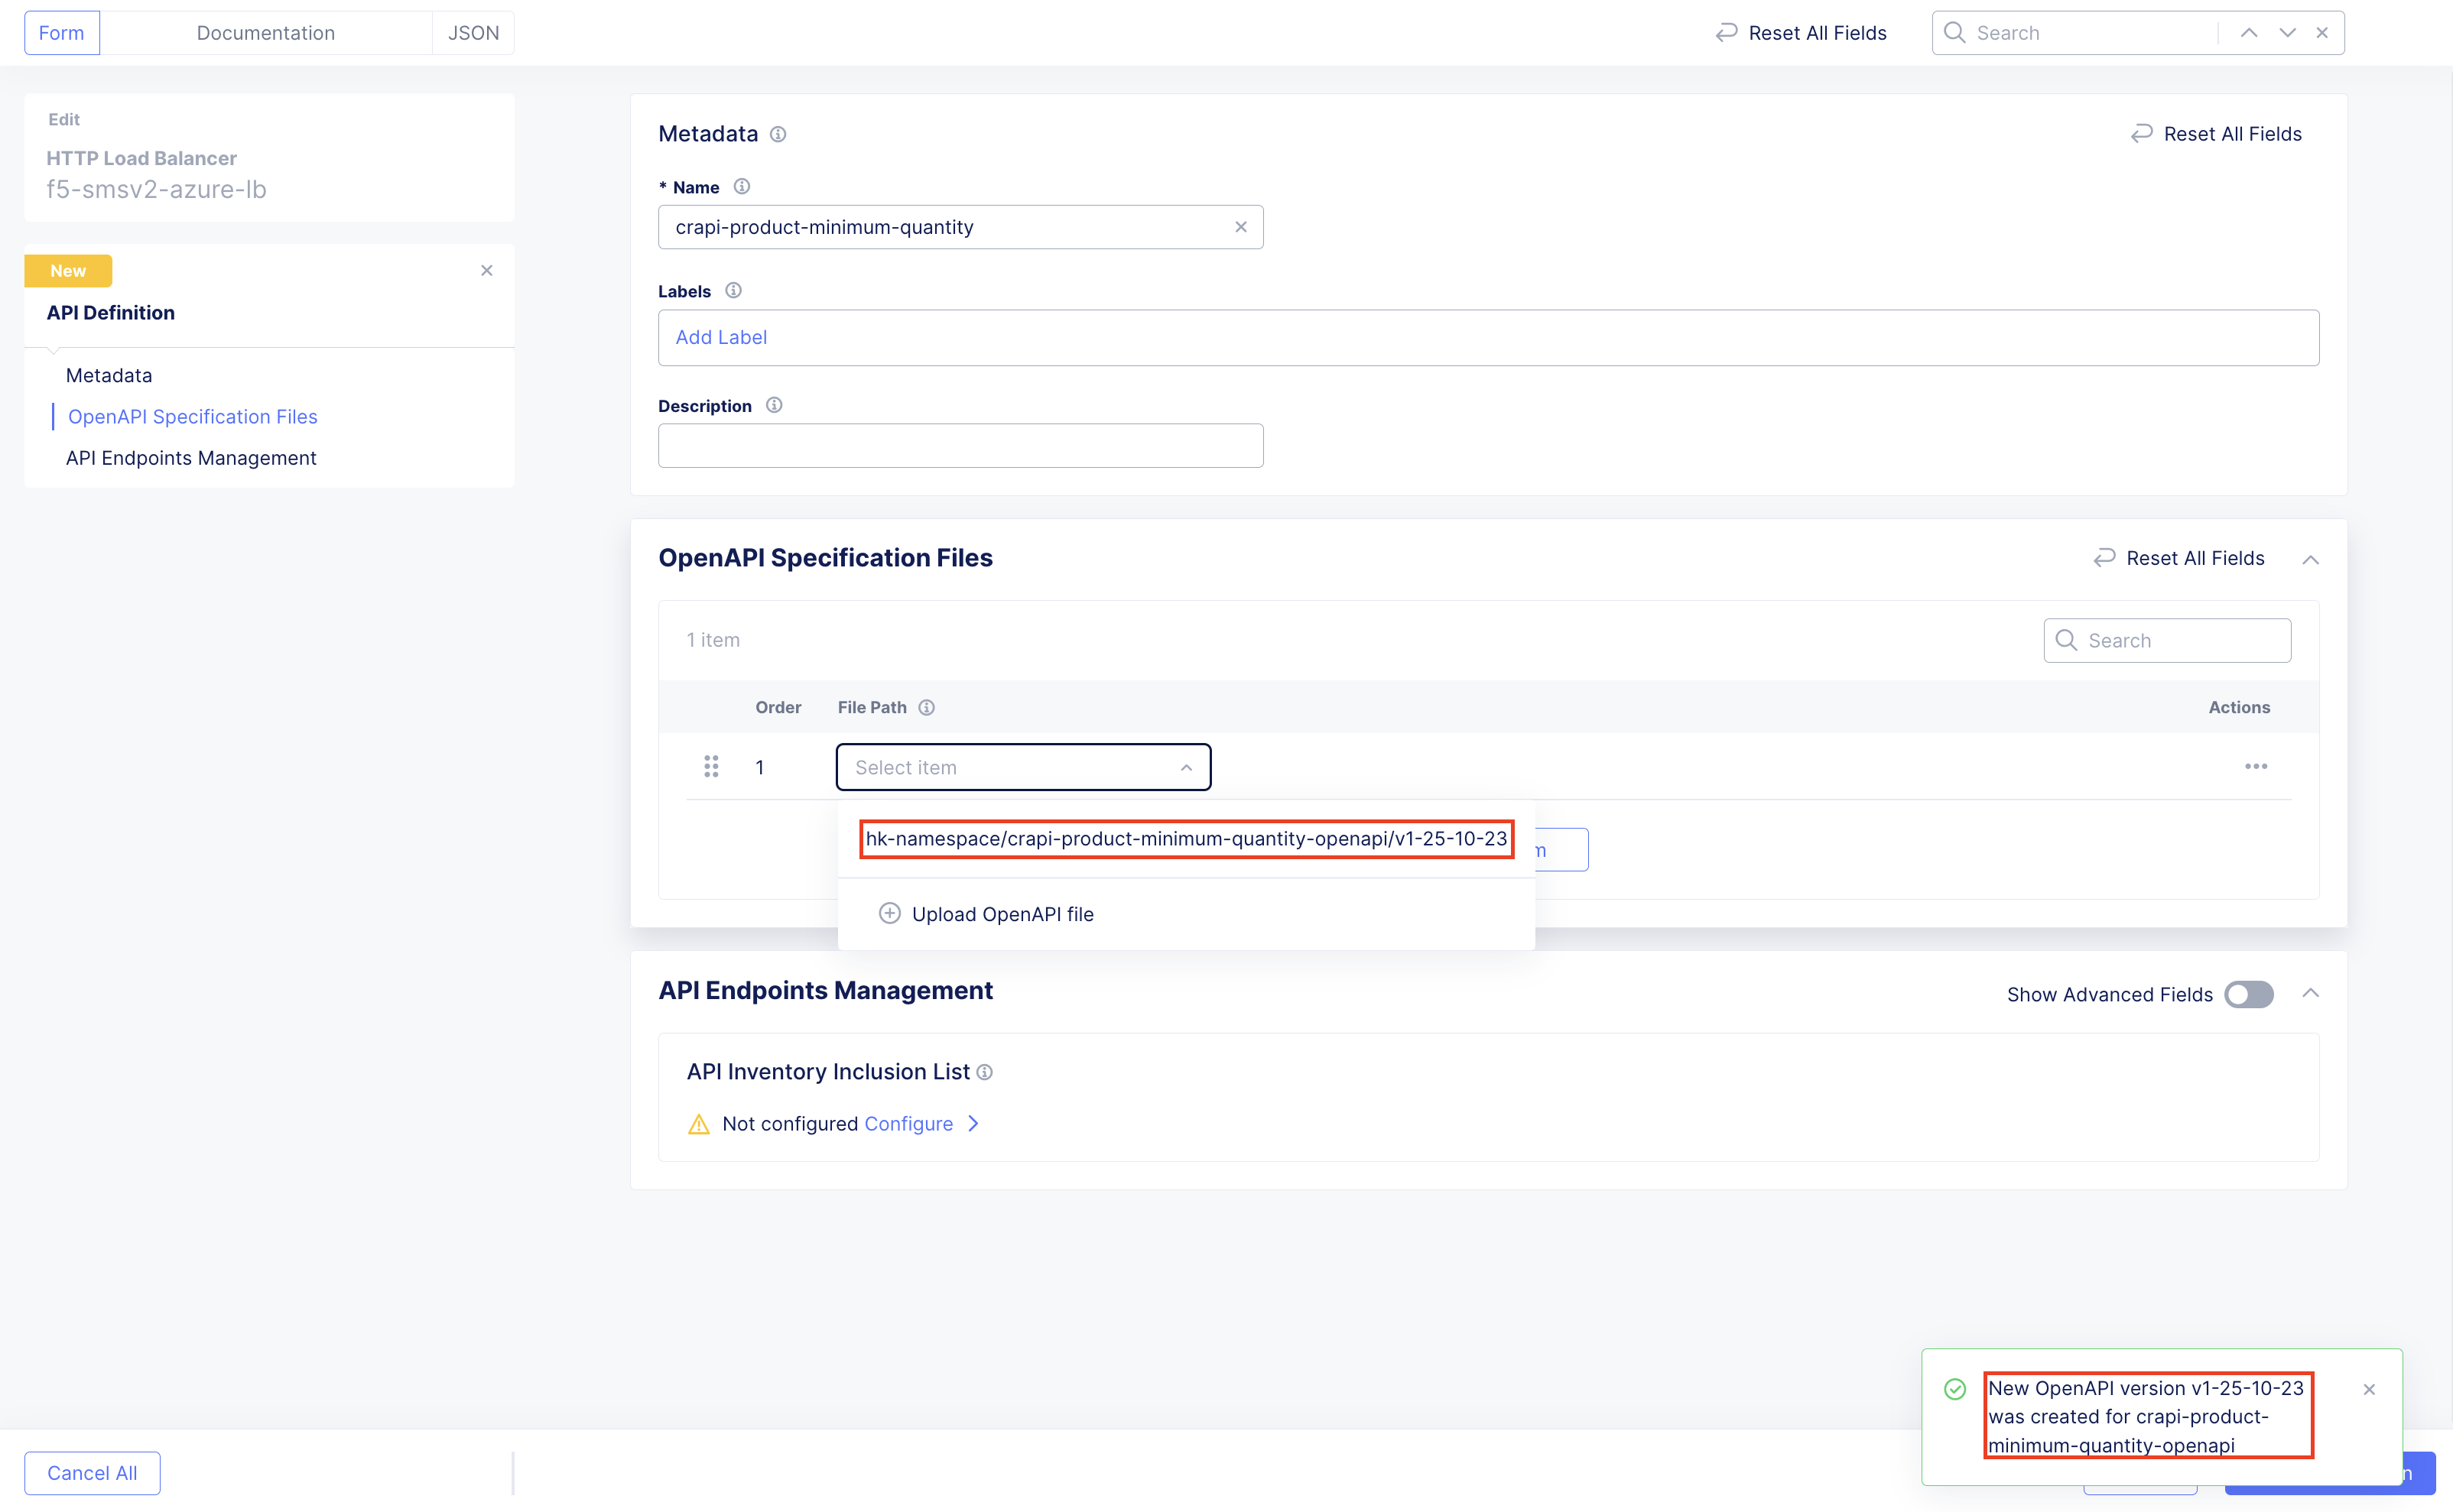 Form
Documentation
JSON
Reset All Fields
Search
Edit
HTTP Load Balancer
f5-smsv2-azure-lb
New
API Definition
Metadata
OpenAPI Specification Files
API Endpoints Management
Metadata
Reset All Fields
* Name
crapi-product-minimum-quantity
Labels
Add Label
Description
OpenAPI Specification Files
Reset All Fields
1 item
Search
Order
File Path
Actions
1
Select item
hk-namespace/crapi-product-minimum-quantity-openapi/v1-25-10-23
Upload OpenAPI file
API Endpoints Management
Show Advanced Fields
API Inventory Inclusion List
Not configured Configure
New OpenAPI version v1-25-10-23
was created for crapi-product-
minimum-quantity-openapi
Cancel All